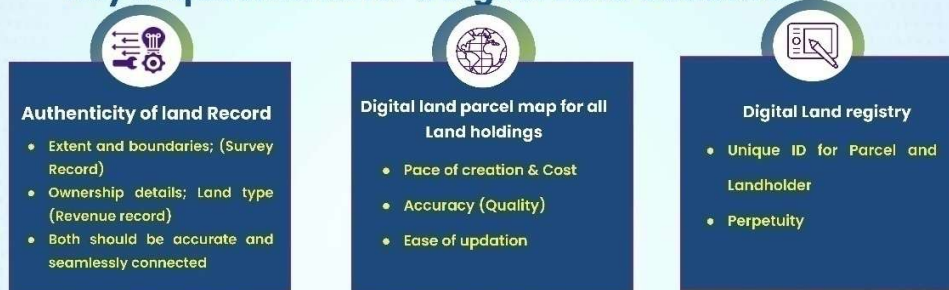 Authenticity of land Record
• Extent and boundaries; (Survey
Record)
• Ownership details; Land type
(Revenue record)
• Both should be accurate and
seamlessly connected
Digital land parcel map for all
Land holdings
• Pace of creation & Cost
• Accuracy (Quality)
• Ease of updation
Digital Land registry
• Unique ID for Parcel and
Landholder
• Perpetuity